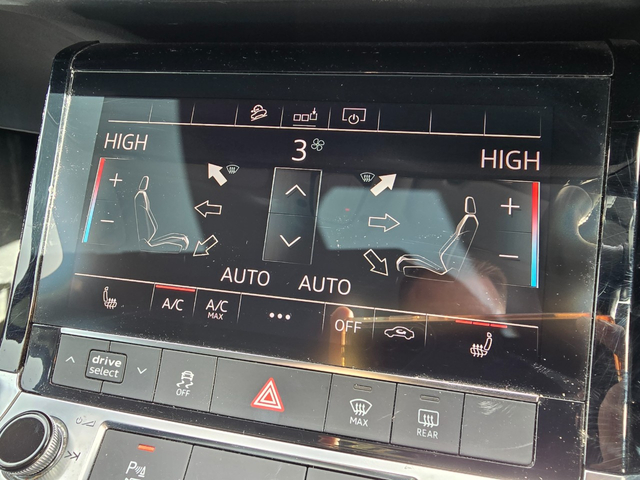 HIGH 3 HIGH
+ +
− −
AUTO AUTO
A/C A/C MAX ••• OFF
drive select
OFF
MAX
REAR
P